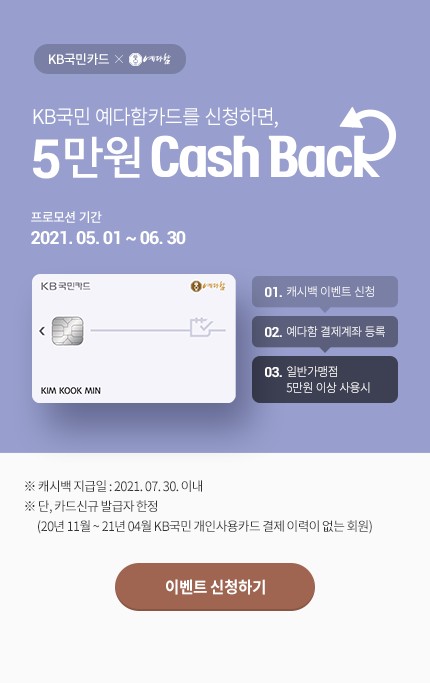 KB국민카드 × 예다함
KB국민 예다함카드를 신청하면,
5만원 Cash Back
프로모션 기간
2021. 05. 01 ~ 06. 30
KB국민카드 예다함
KIM KOOK MIN
01. 캐시백 이벤트 신청
02. 예다함 결제계좌 등록
03. 일반가맹점
5만원 이상 사용시
※ 캐시백 지급일 : 2021. 07. 30. 이내
※ 단, 카드신규 발급자 한정
(20년 11월 ~ 21년 04월 KB국민 개인사용카드 결제 이력이 없는 회원)
이벤트 신청하기